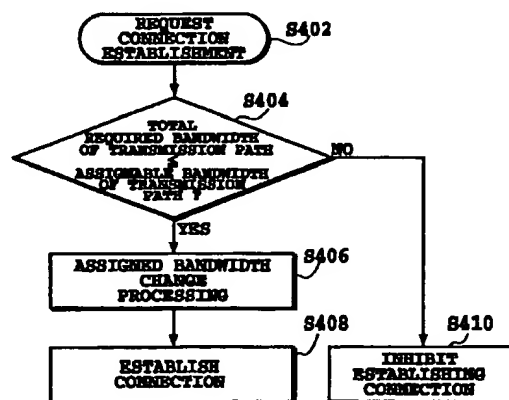 REQUEST
CONNECTION
ESTABLISHMENT
S402
S404
TOTAL
REQUIRED BANDWIDTH
OF TRANSMISSION PATH
ASSIGNABLE BANDWIDTH
OF TRANSMISSION
PATH ?
NO
YES
ASSIGNED BANDWIDTH
CHANGE
PROCESSING
S406
ESTABLISH
CONNECTION
S408
INHIBIT
ESTABLISHING
CONNECTION
S410